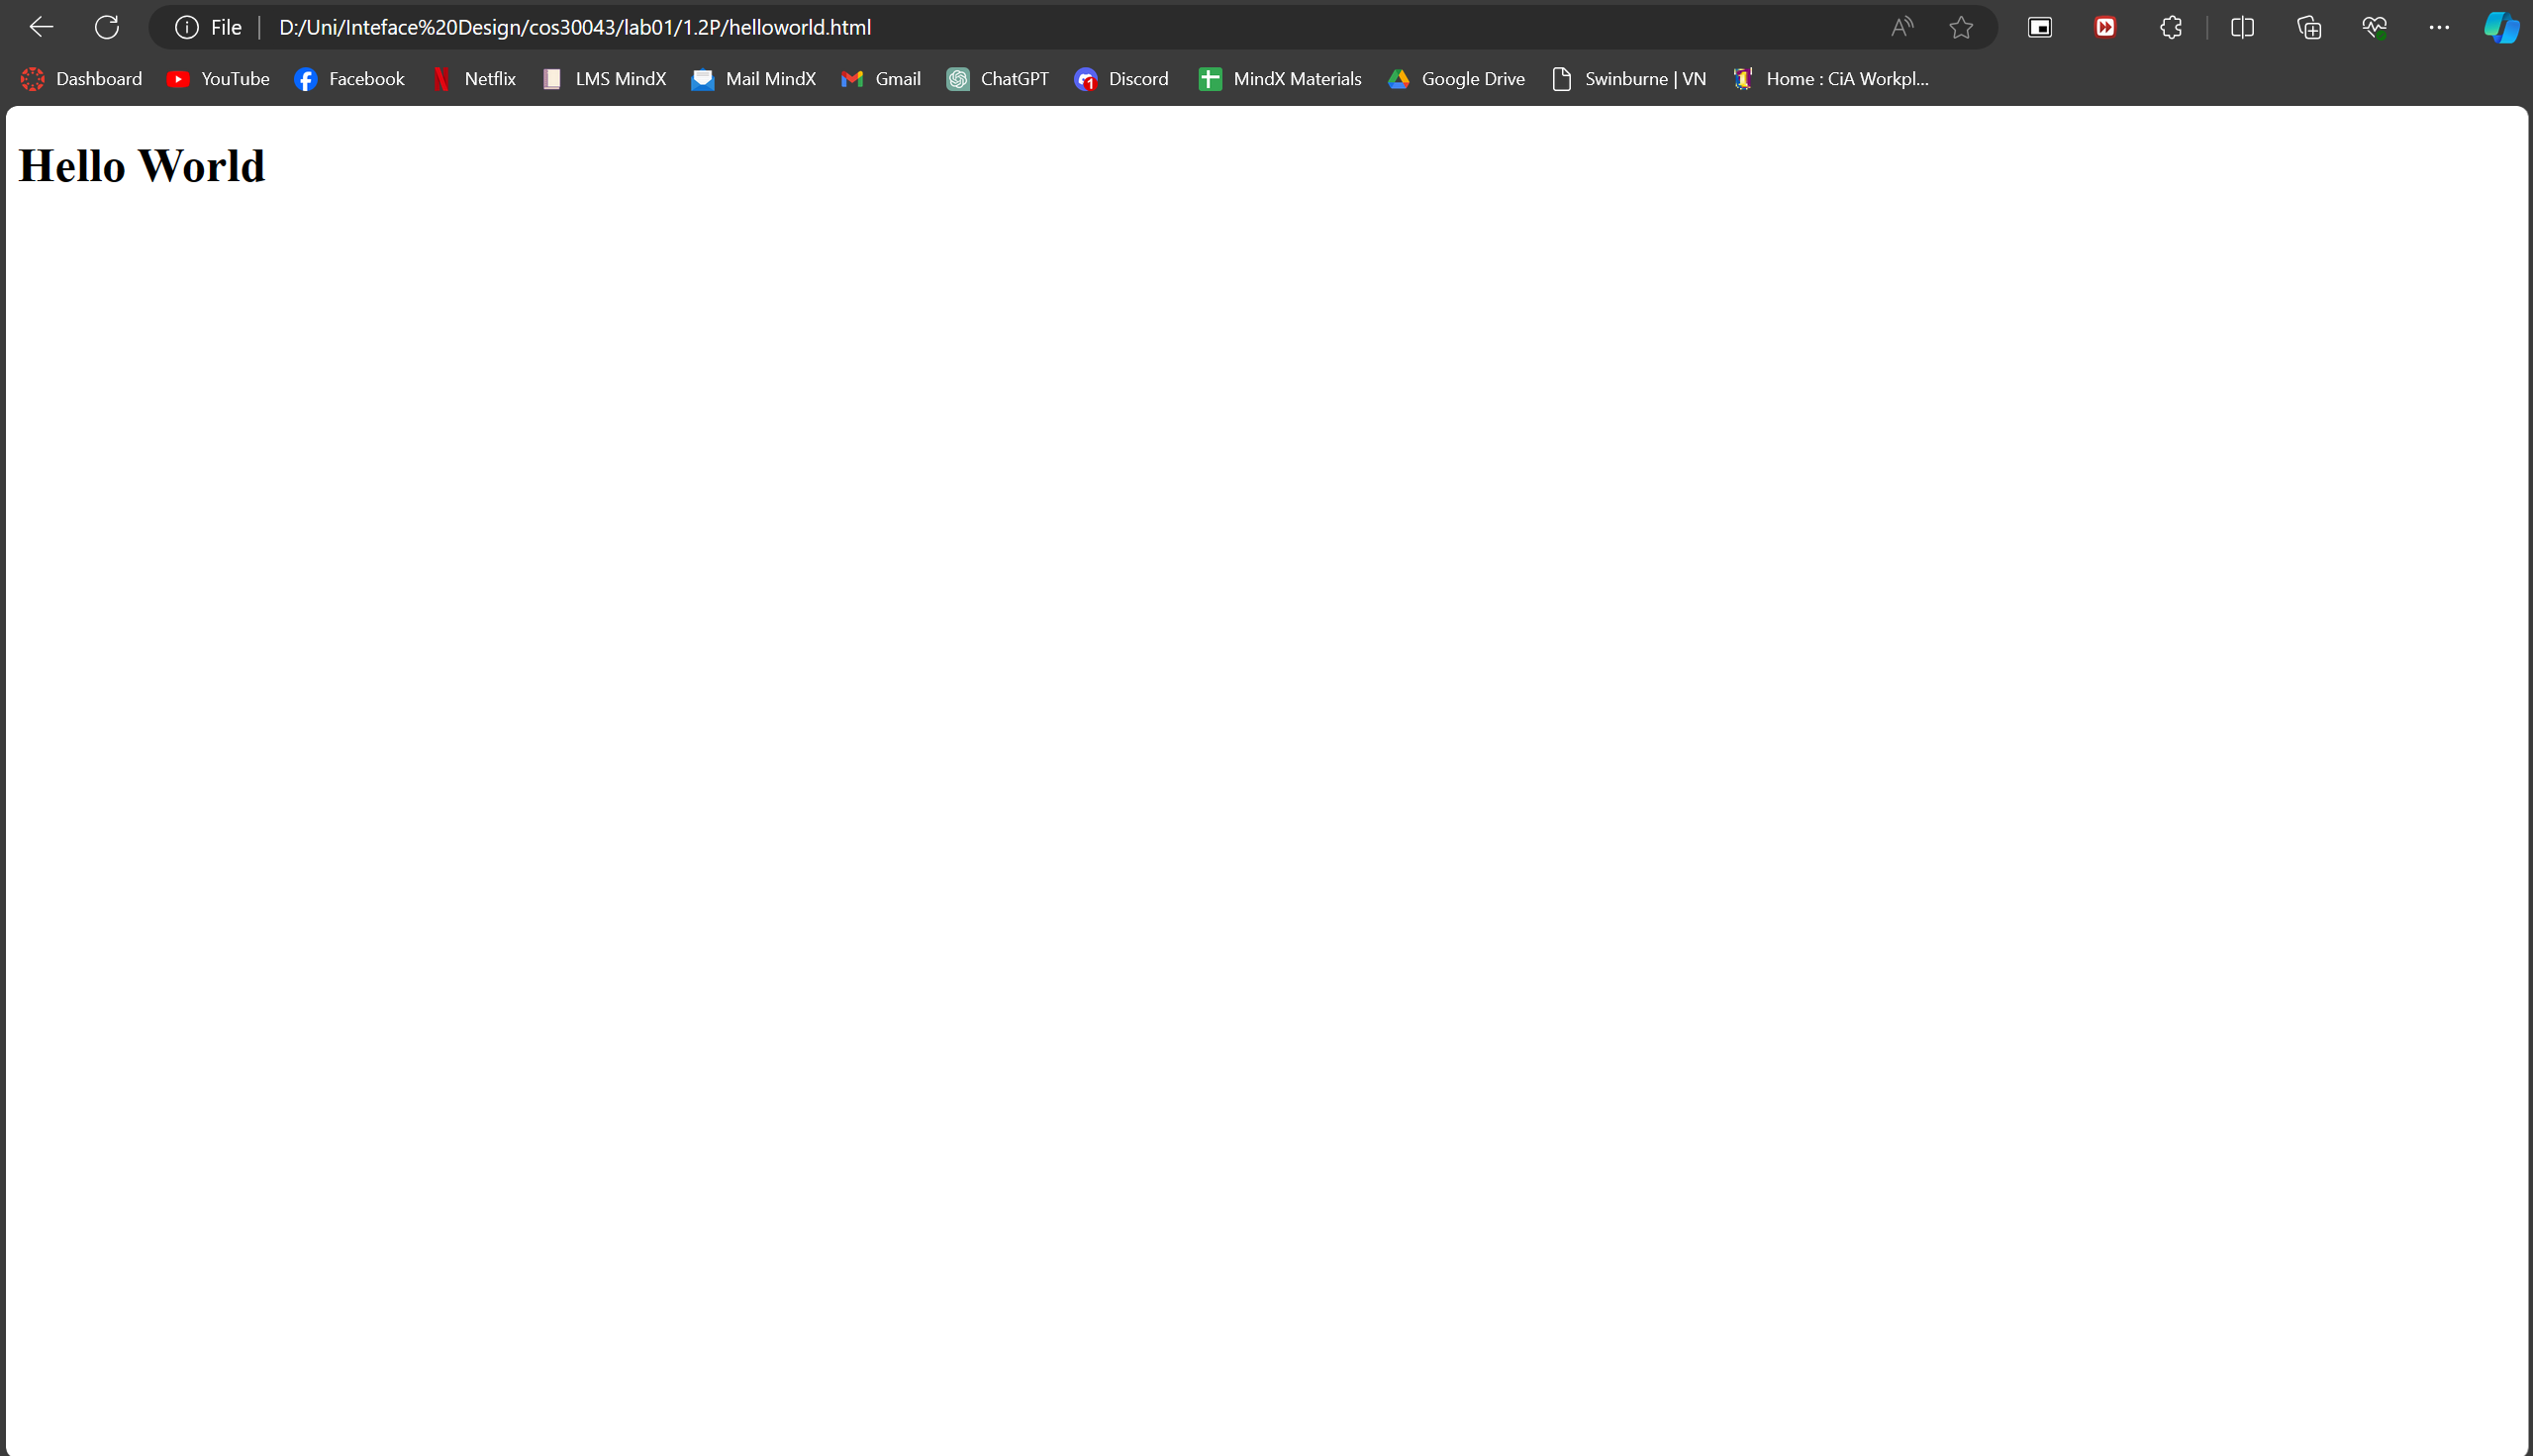 File D:/Uni/Inteface%20Design/cos30043/lab01/1.2P/helloworld.html
Dashboard YouTube Facebook Netflix LMS MindX Mail MindX Gmail ChatGPT Discord MindX Materials Google Drive Swinburne | VN Home : CiA Workpl...
Hello World